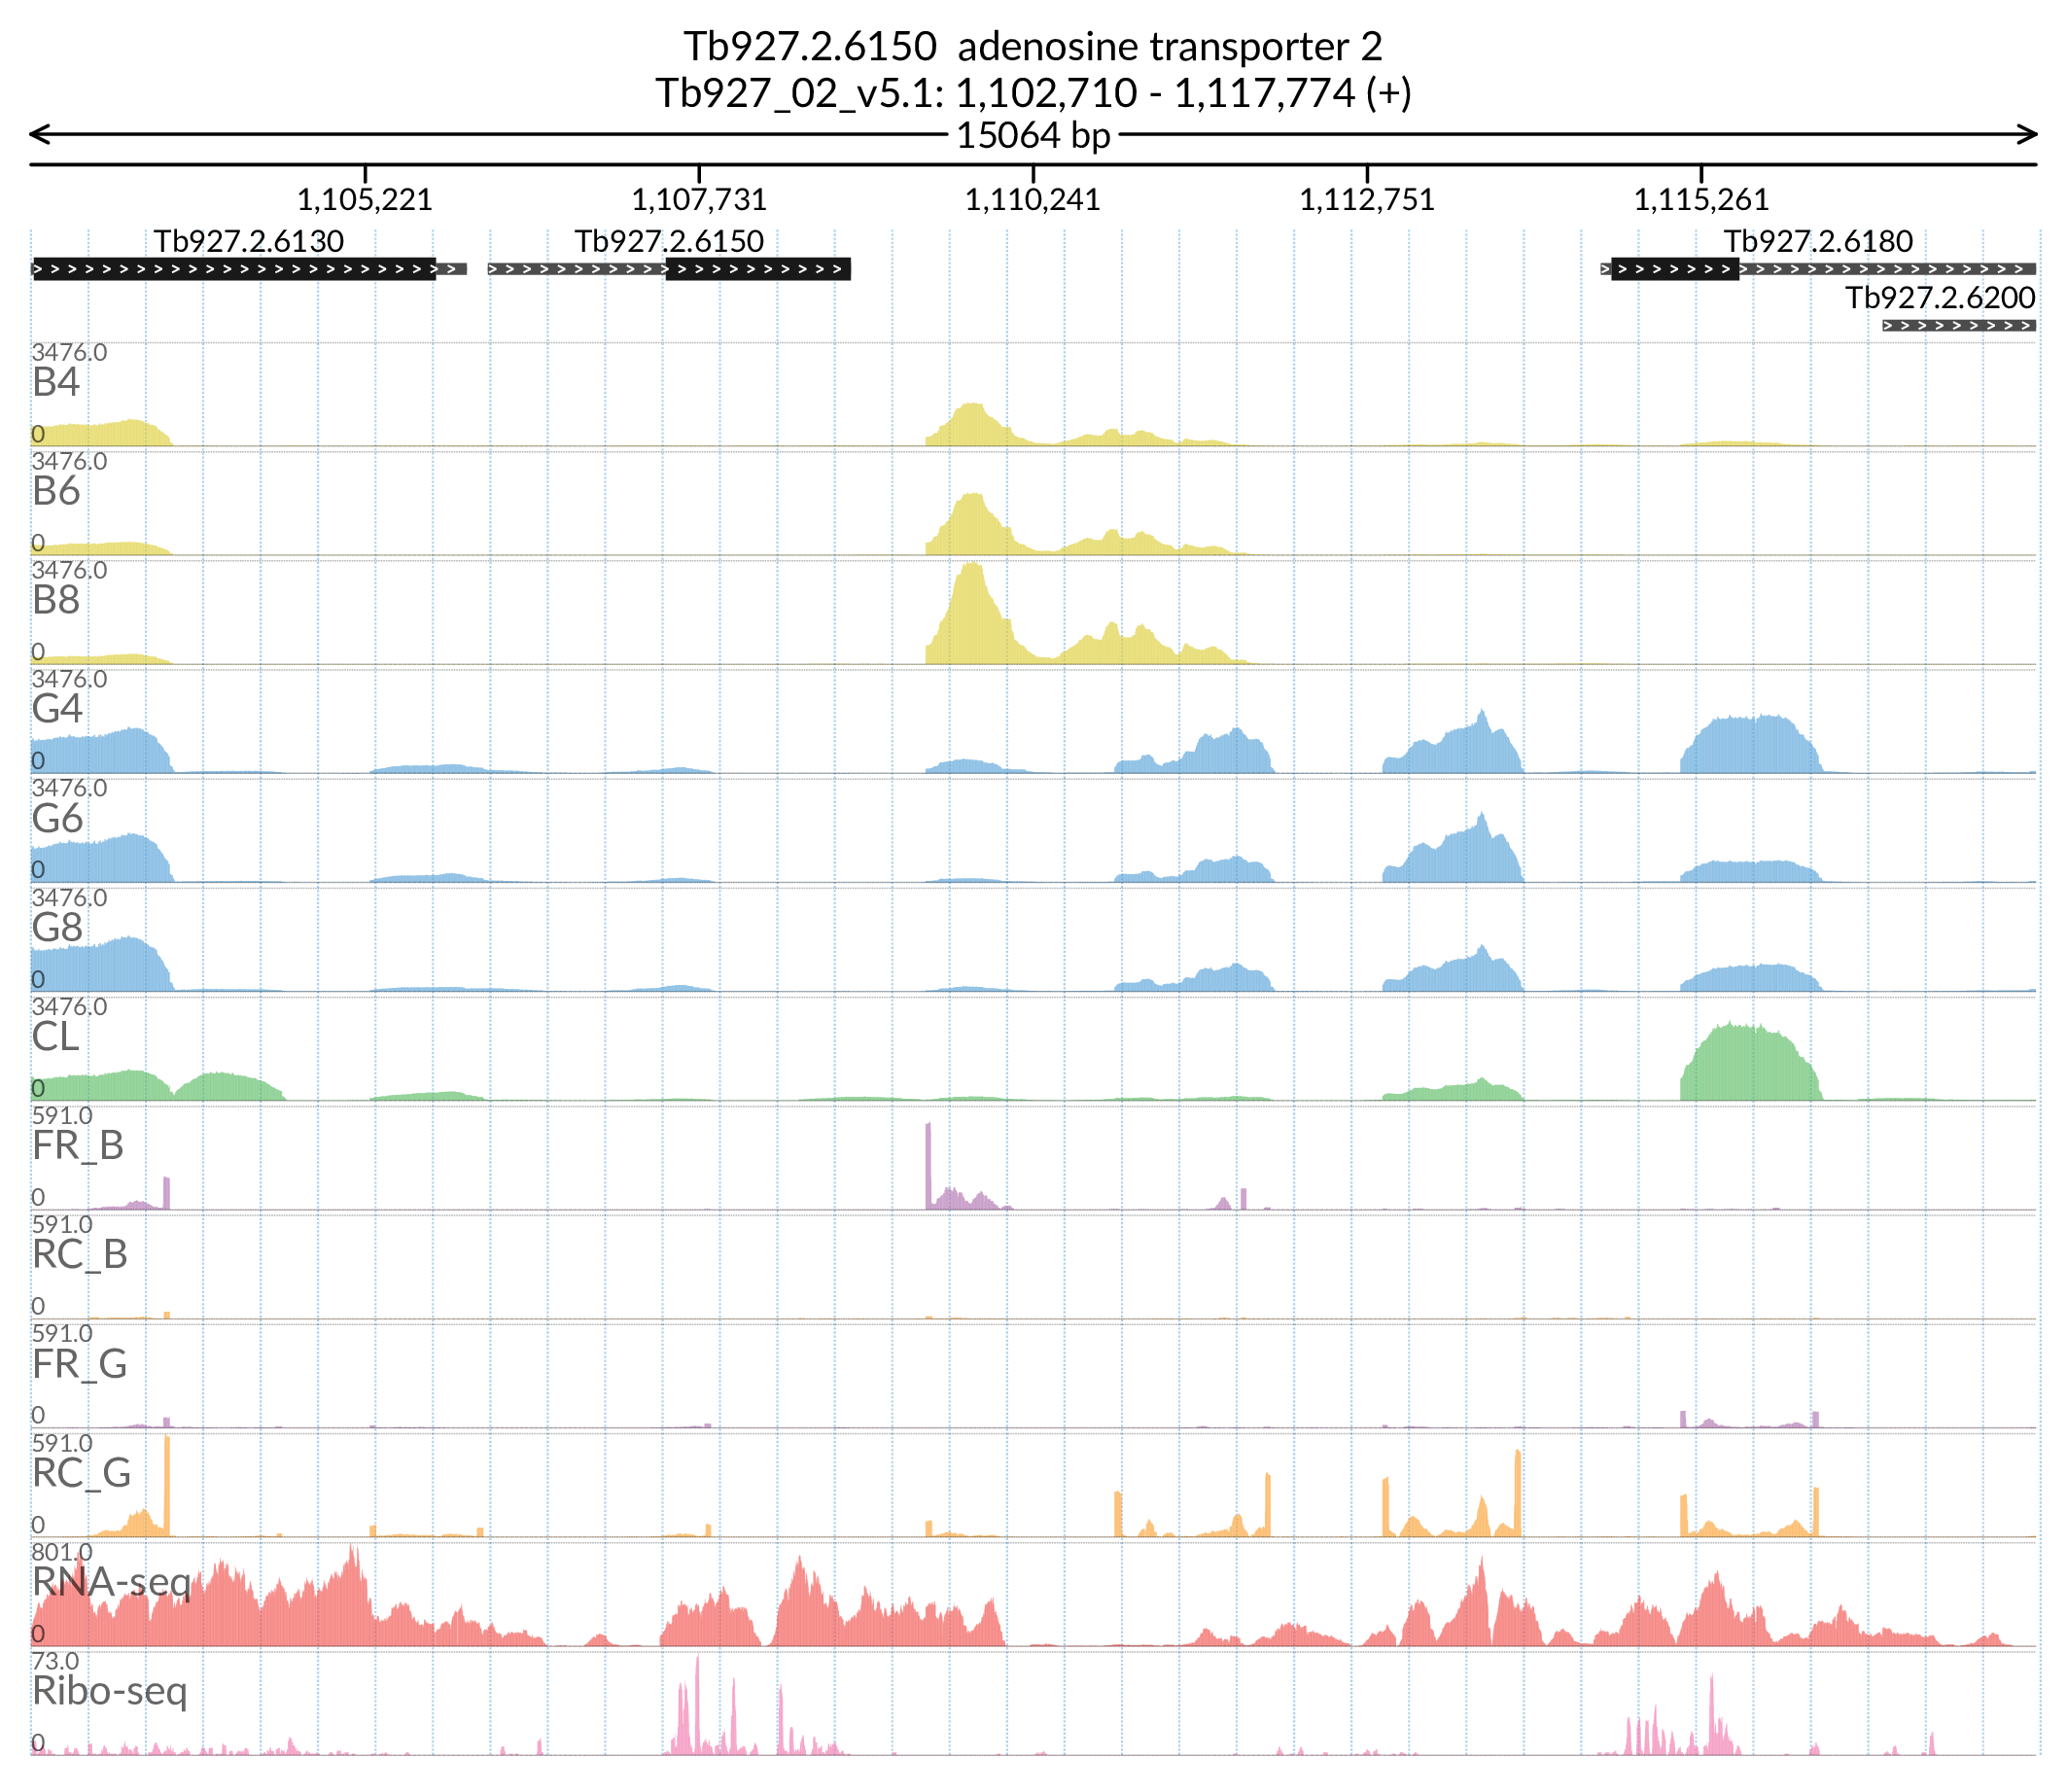 Tb927.2.6150 adenosine transporter 2
Tb927_02_v5.1: 1,102,710 - 1,117,774 (+)
15064 bp
1,105,221 1,107,731 1,110,241 1,112,751 1,115,261
Tb927.2.6130 Tb927.2.6150 Tb927.2.6180
Tb927.2.6200
3476.0
B4
0
3476.0
B6
0
3476.0
B8
0
3476.0
G4
0
3476.0
G6
0
3476.0
G8
0
3476.0
CL
0
591.0
FR_B
0
591.0
RC_B
0
591.0
FR_G
0
591.0
RC_G
0
801.0
RNA-seq
0
73.0
Ribo-seq
0